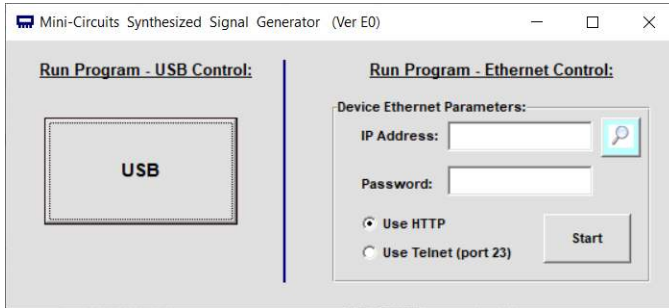 Mini-Circuits Synthesized Signal Generator (Ver E0)
Run Program - USB Control:
USB
Run Program - Ethernet Control:
Device Ethernet Parameters:
IP Address:
Password:
Use HTTP
Use Telnet (port 23)
Start